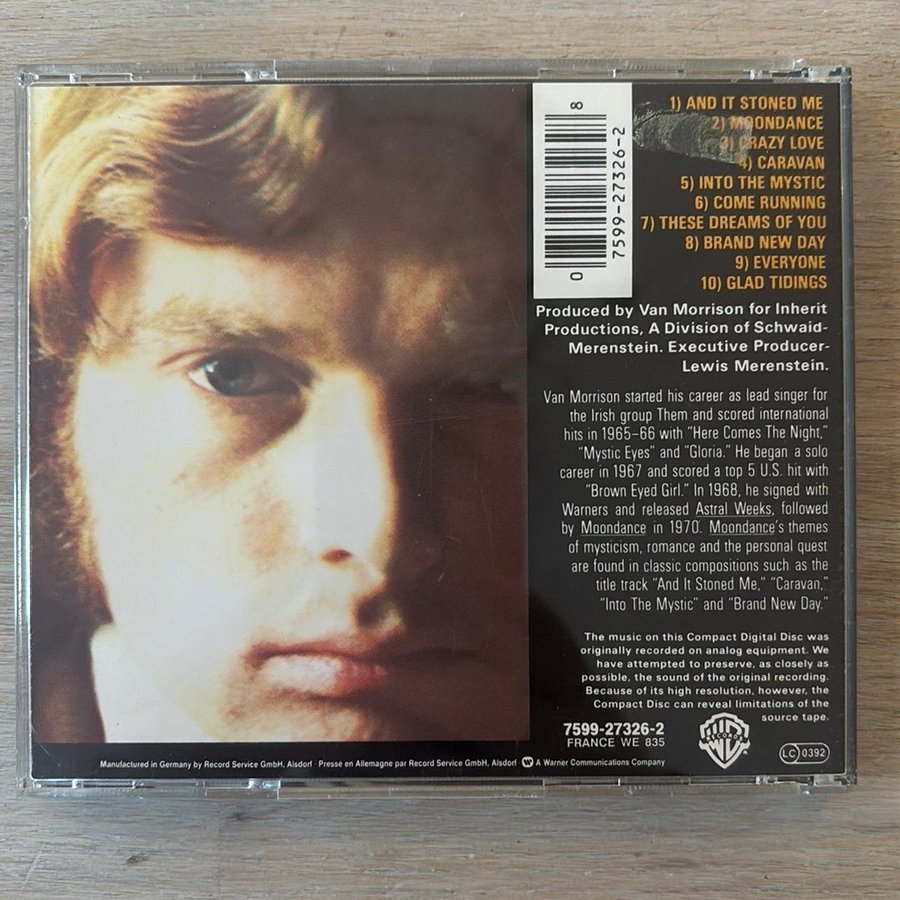 1) AND IT STONED ME
2) MOONDANCE
3) CRAZY LOVE
4) CARAVAN
5) INTO THE MYSTIC
6) COME RUNNING
7) THESE DREAMS OF YOU
8) BRAND NEW DAY
9) EVERYONE
10) GLAD TIDINGS
0 7599-27326-2 8
Produced by Van Morrison for Inherit
Productions, A Division of Schwaid-
Merenstein. Executive Producer-
Lewis Merenstein.
Van Morrison started his career as lead singer for
the Irish group Them and scored international
hits in 1965–66 with "Here Comes The Night,"
"Mystic Eyes" and "Gloria." He began a solo
career in 1967 and scored a top 5 U.S. hit with
"Brown Eyed Girl." In 1968, he signed with
Warners and released Astral Weeks, followed
by Moondance in 1970. Moondance's themes
of mysticism, romance and the personal quest
are found in classic compositions such as the
title track "And It Stoned Me," "Caravan,"
"Into The Mystic" and "Brand New Day."
The music on this Compact Digital Disc was
originally recorded on analog equipment. We
have attempted to preserve, as closely as
possible, the sound of the original recording.
Because of its high resolution, however, the
Compact Disc can reveal limitations of the
source tape.
7599-27326-2
FRANCE WE 835
RECORDS
LC 0392
Manufactured in Germany by Record Service GmbH, Alsdorf · Presse en Allemagne par Record Service GmbH, Alsdorf W A Warner Communications Company